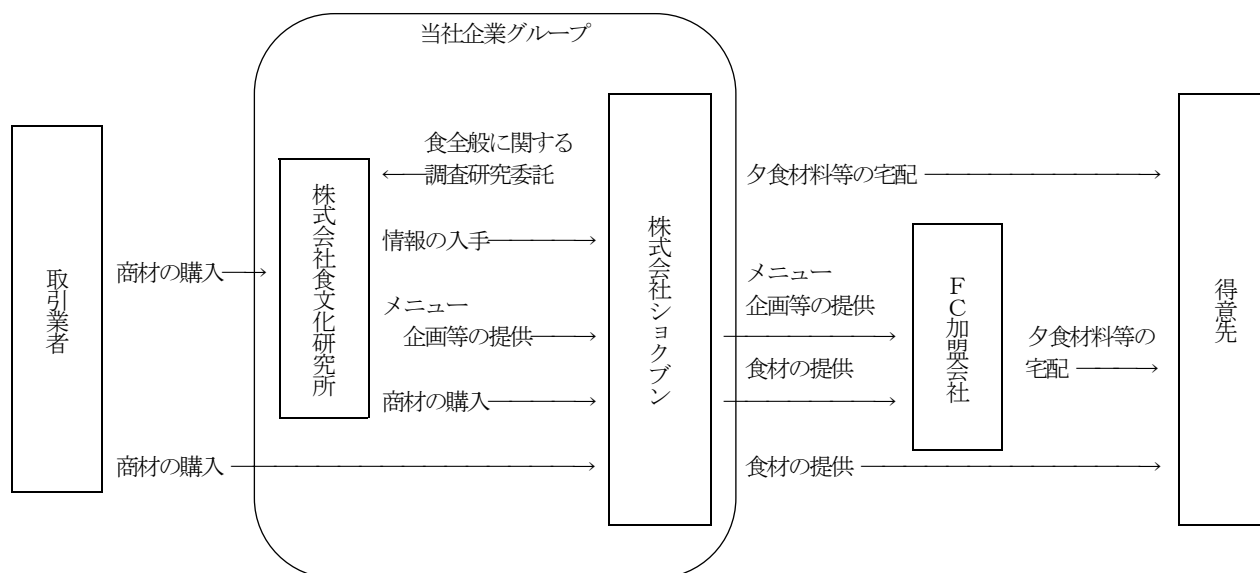 当社企業グループ
取引業者
商材の購入→
商材の購入
株式会社食文化研究所
食全般に関する
←調査研究委託
情報の入手→
メニュー
企画等の提供→
商材の購入→
株式会社ショクブン
夕食材料等の宅配→
メニュー
企画等の提供
食材の提供
食材の提供→
FC加盟会社
夕食材料等の
宅配→
得意先